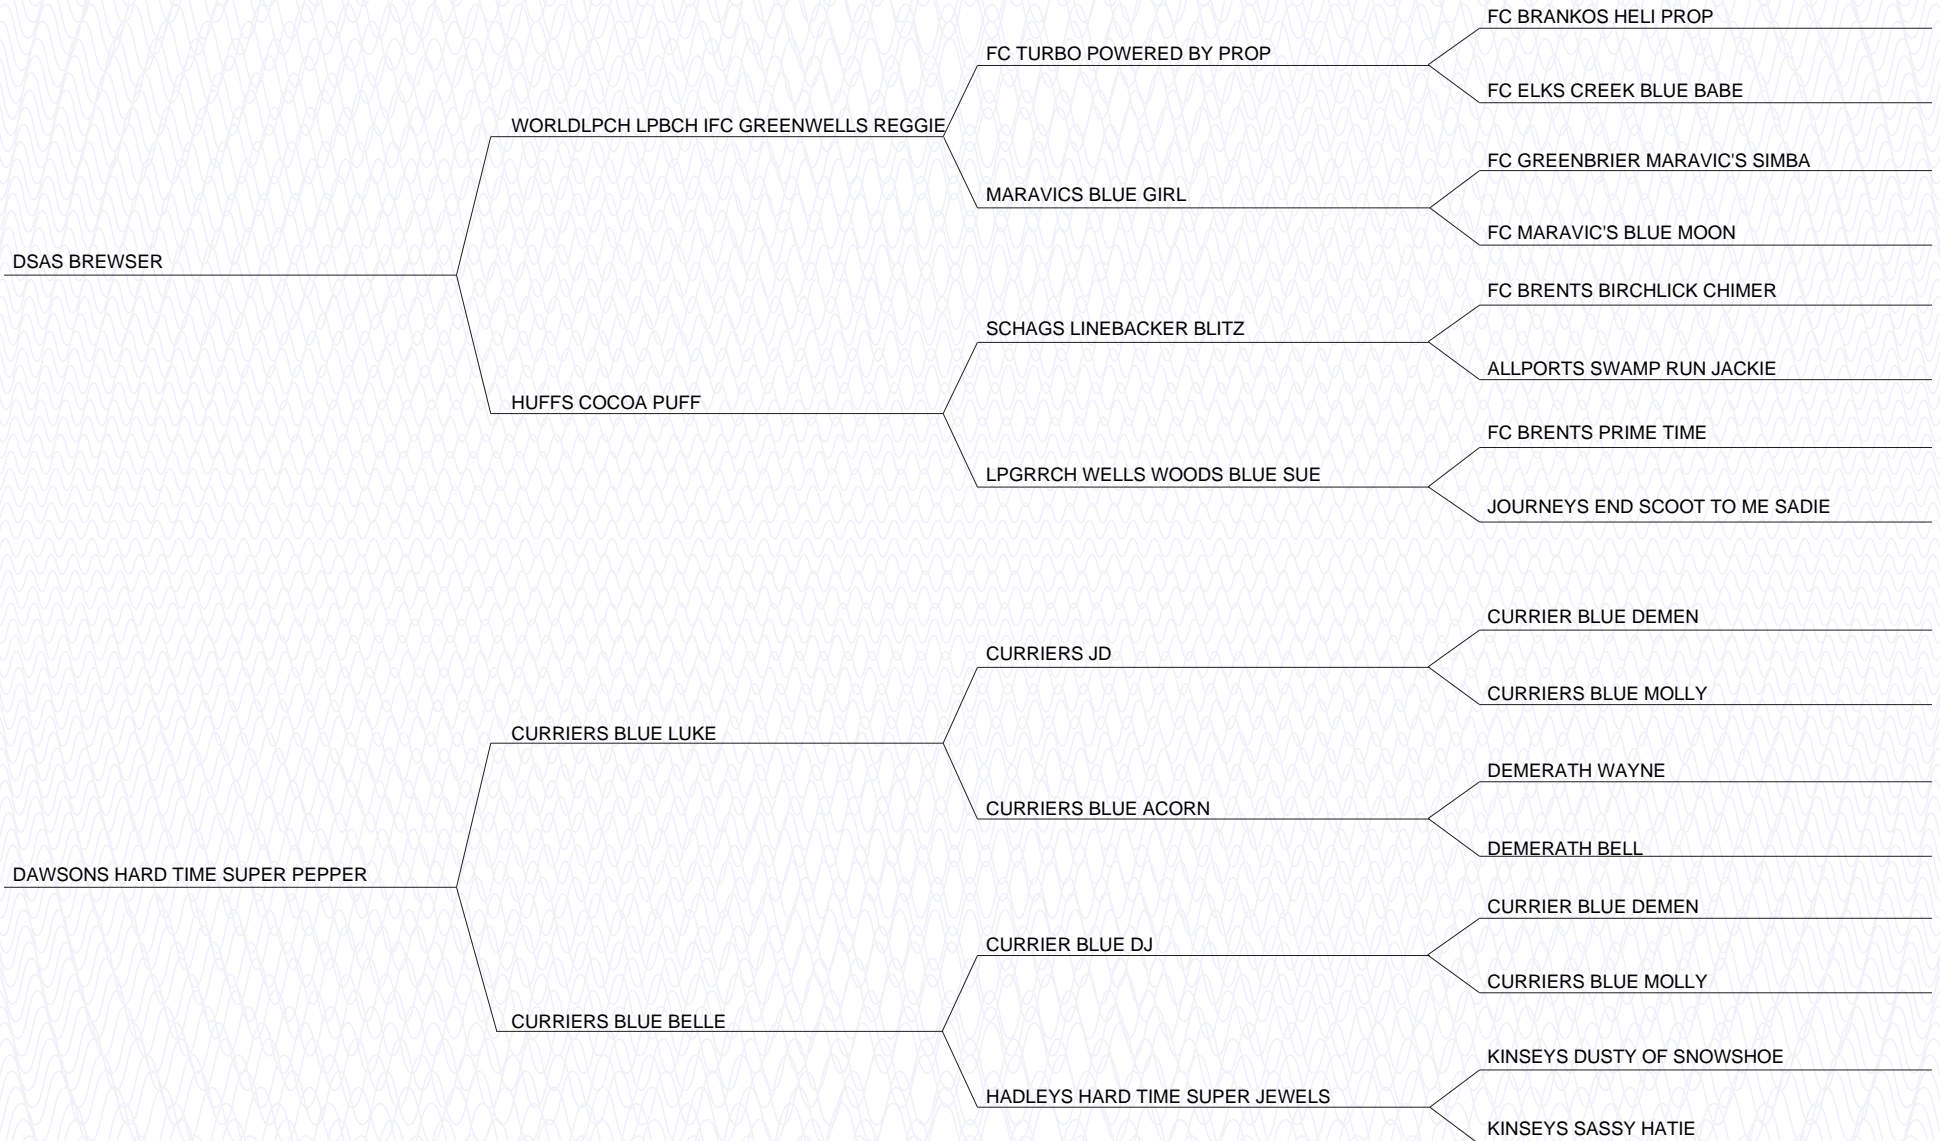 FC BRANKOS HELI PROP
FC TURBO POWERED BY PROP
FC ELKS CREEK BLUE BABE
WORLDLPCH LPBCH IFC GREENWELLS REGGIE
FC GREENBRIER MARAVIC'S SIMBA
MARAVICS BLUE GIRL
FC MARAVIC'S BLUE MOON
DSAS BREWSER
FC BRENTS BIRCHLICK CHIMER
SCHAGS LINEBACKER BLITZ
ALLPORTS SWAMP RUN JACKIE
HUFFS COCOA PUFF
FC BRENTS PRIME TIME
LPGRRCH WELLS WOODS BLUE SUE
JOURNEYS END SCOOT TO ME SADIE
CURRIER BLUE DEMEN
CURRIERS JD
CURRIERS BLUE MOLLY
CURRIERS BLUE LUKE
DEMERATH WAYNE
CURRIERS BLUE ACORN
DEMERATH BELL
DAWSONS HARD TIME SUPER PEPPER
CURRIER BLUE DEMEN
CURRIER BLUE DJ
CURRIERS BLUE MOLLY
CURRIERS BLUE BELLE
KINSEYS DUSTY OF SNOWSHOE
HADLEYS HARD TIME SUPER JEWELS
KINSEYS SASSY HATIE